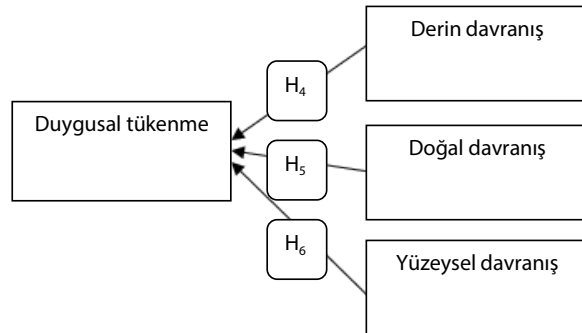 Derin davranış
H₄
Duygusal tükenme
Doğal davranış
H₅
H₆
Yüzeysel davranış